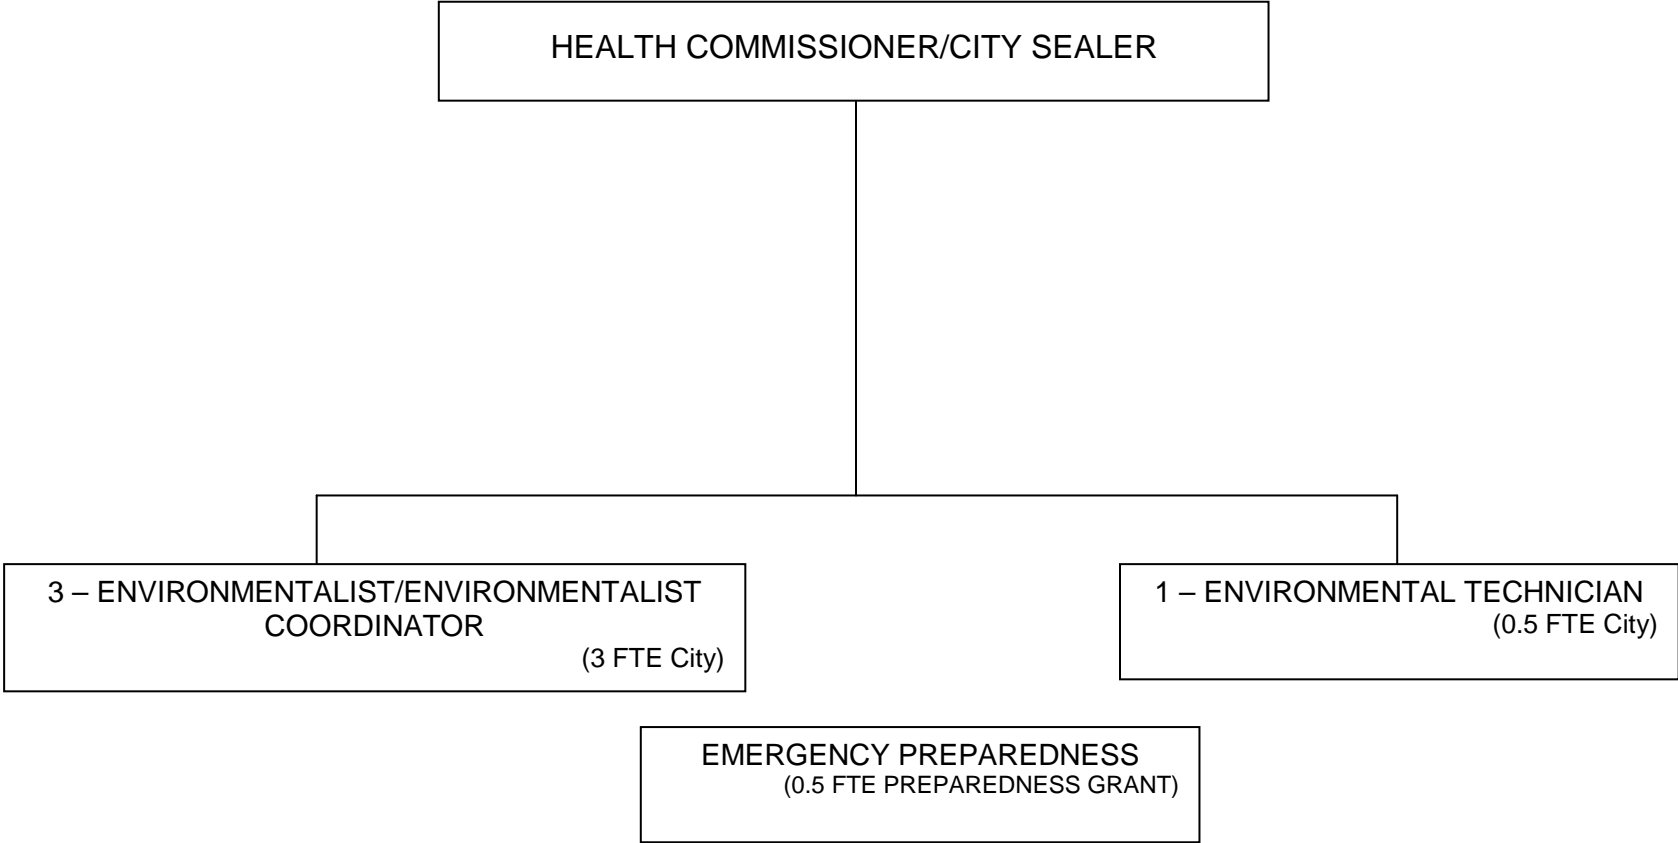 HEALTH COMMISSIONER/CITY SEALER
3 – ENVIRONMENTALIST/ENVIRONMENTALIST
COORDINATOR
(3 FTE City)
1 – ENVIRONMENTAL TECHNICIAN
(0.5 FTE City)
EMERGENCY PREPAREDNESS
(0.5 FTE PREPAREDNESS GRANT)